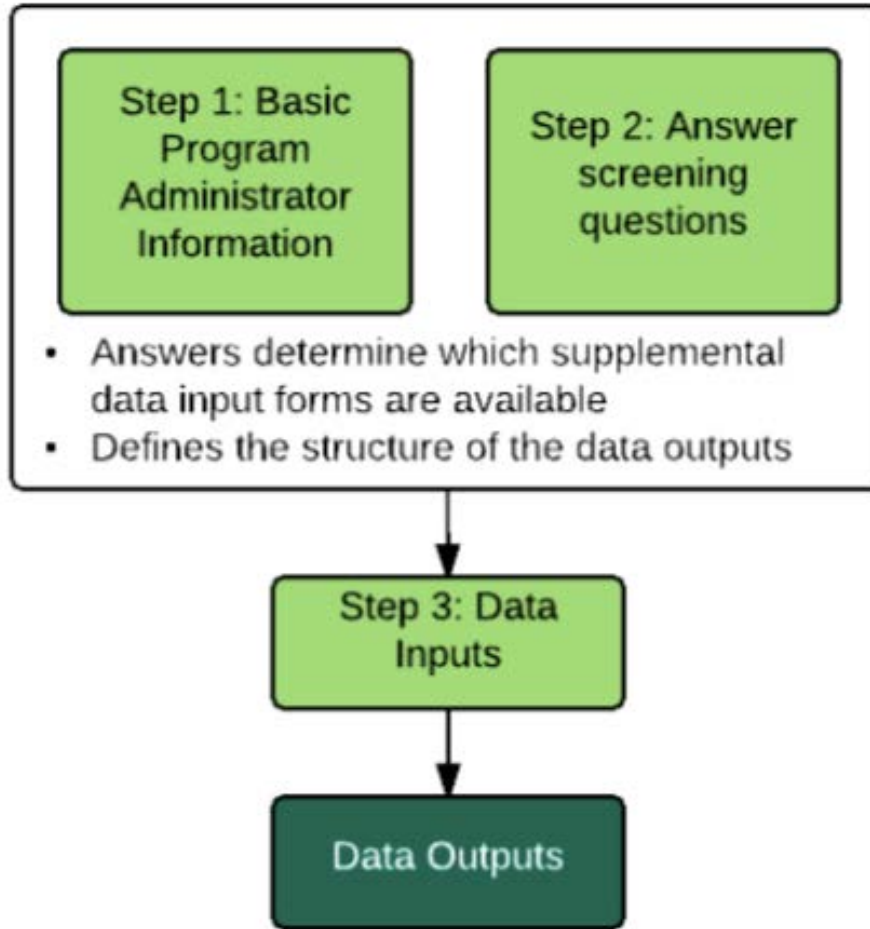 Step 1: Basic
Program
Administrator
Information
Step 2: Answer
screening
questions
• Answers determine which supplemental
data input forms are available
• Defines the structure of the data outputs
Step 3: Data
Inputs
Data Outputs